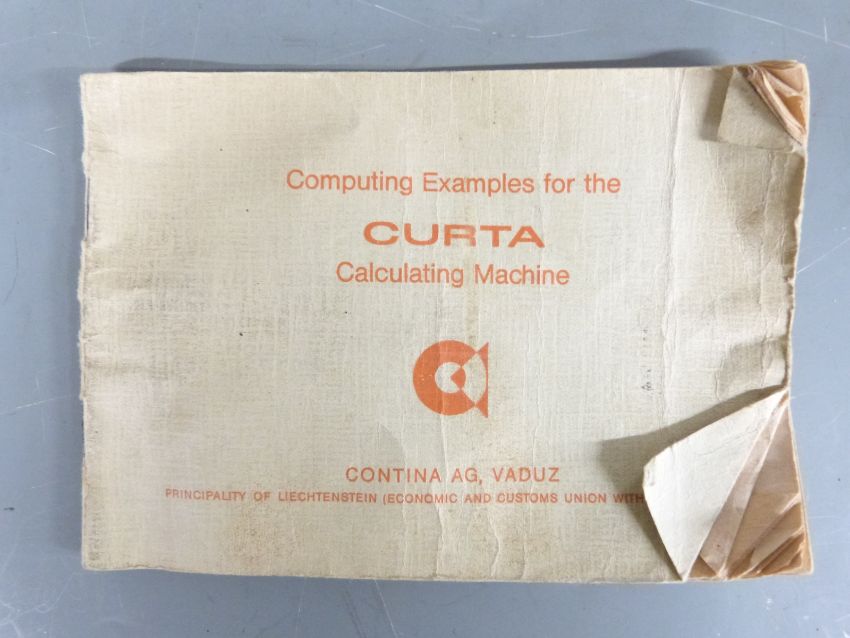 Computing Examples for the
CURTA
Calculating Machine
CONTINA AG, VADUZ
PRINCIPALITY OF LIECHTENSTEIN (ECONOMIC AND CUSTOMS UNION WITH